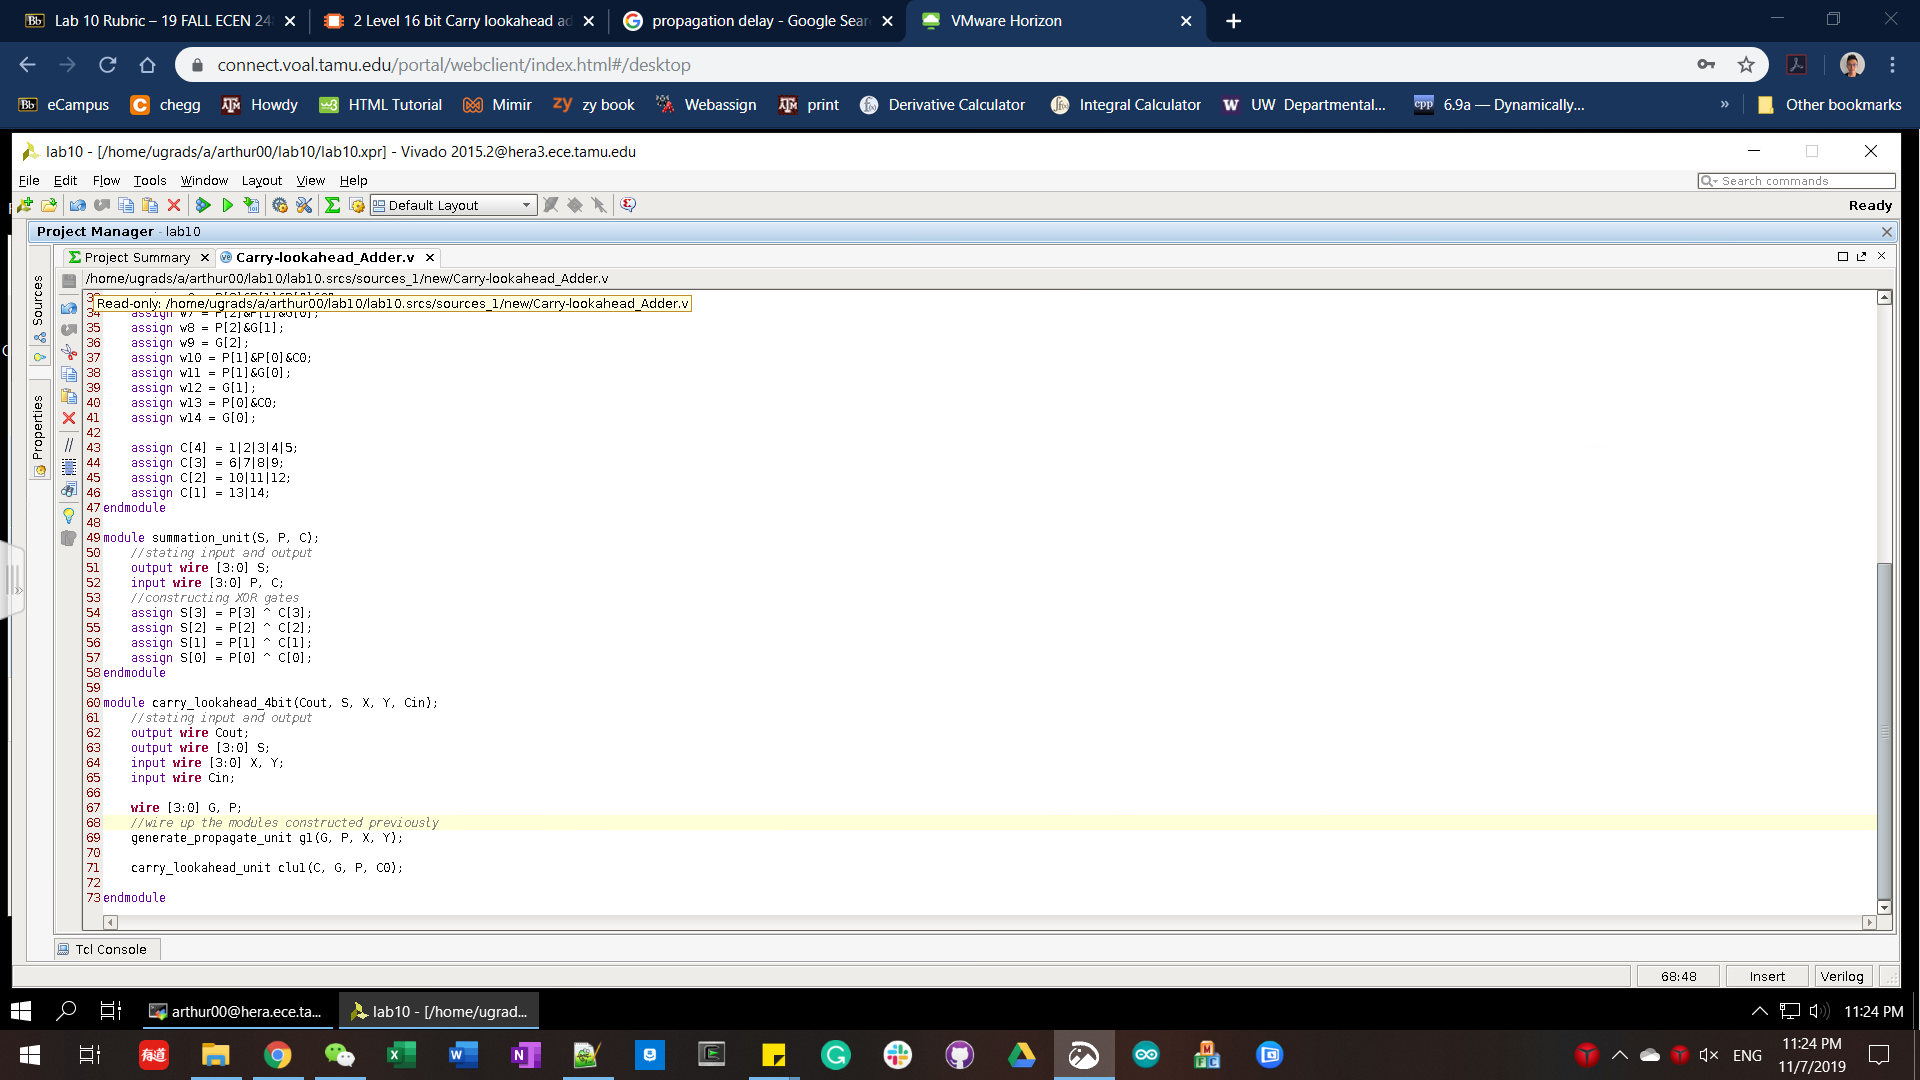 Lab 10 Rubric – 19 FALL ECEN 24
2 Level 16 bit Carry lookahead ad
propagation delay - Google Sear
VMware Horizon
connect.voal.tamu.edu/portal/webclient/index.html#/desktop
eCampus
chegg
Howdy
HTML Tutorial
Mimir
zy book
Webassign
print
Derivative Calculator
Integral Calculator
UW Departmental...
6.9a — Dynamically...
Other bookmarks
lab10 - [/home/ugrads/a/arthur00/lab10/lab10.xpr] - Vivado 2015.2@hera3.ece.tamu.edu
File Edit Flow Tools Window Layout View Help
Search commands
Default Layout
Ready
Project Manager - lab10
Project Summary
Carry-lookahead_Adder.v
/home/ugrads/a/arthur00/lab10/lab10.srcs/sources_1/new/Carry-lookahead_Adder.v
Read-only: /home/ugrads/a/arthur00/lab10/lab10.srcs/sources_1/new/Carry-lookahead_Adder.v
Sources
Properties
34 assign w7 = P[2]&P[1]&G[0];
35 assign w8 = P[2]&G[1];
36 assign w9 = G[2];
37 assign w10 = P[1]&P[0]&C0;
38 assign w11 = P[1]&G[0];
39 assign w12 = G[1];
40 assign w13 = P[0]&C0;
41 assign w14 = G[0];
42
43 assign C[4] = 1|2|3|4|5;
44 assign C[3] = 6|7|8|9;
45 assign C[2] = 10|11|12;
46 assign C[1] = 13|14;
47 endmodule
48
49 module summation_unit(S, P, C);
50 //stating input and output
51 output wire [3:0] S;
52 input wire [3:0] P, C;
53 //constructing XOR gates
54 assign S[3] = P[3] ^ C[3];
55 assign S[2] = P[2] ^ C[2];
56 assign S[1] = P[1] ^ C[1];
57 assign S[0] = P[0] ^ C[0];
58 endmodule
59
60 module carry_lookahead_4bit(Cout, S, X, Y, Cin);
61 //stating input and output
62 output wire Cout;
63 output wire [3:0] S;
64 input wire [3:0] X, Y;
65 input wire Cin;
66
67 wire [3:0] G, P;
68 //wire up the modules constructed previously
69 generate_propagate_unit g1(G, P, X, Y);
70
71 carry_lookahead_unit clu1(C, G, P, C0);
72
73 endmodule
Tcl Console
68:48
Insert
Verilog
arthur00@hera.ece.ta...
lab10 - [/home/ugrad...
11:24 PM
有道
ENG
11:24 PM
11/7/2019